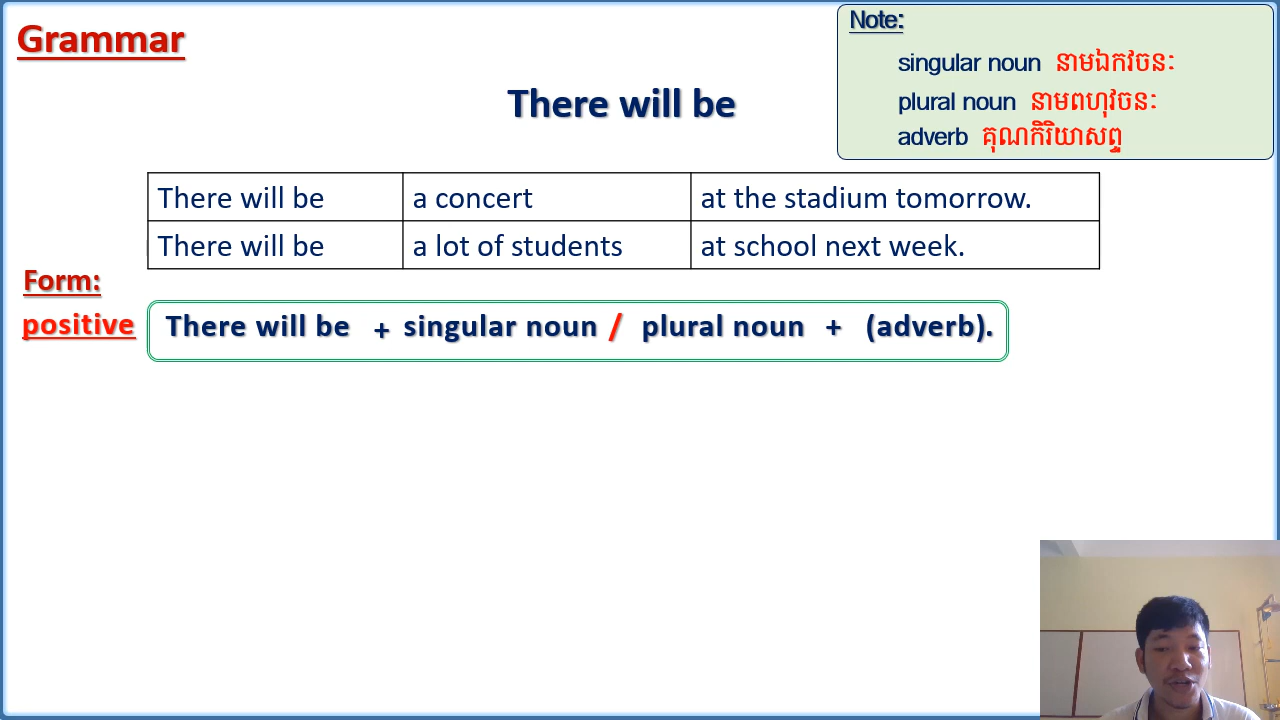 Grammar
Note:
singular noun នាមឯកវចនៈ
plural noun នាមពហុវចនៈ
adverb គុណកិរិយាសព្ទ
There will be
There will be a concert at the stadium tomorrow.
There will be a lot of students at school next week.
Form:
positive There will be + singular noun / plural noun + (adverb).